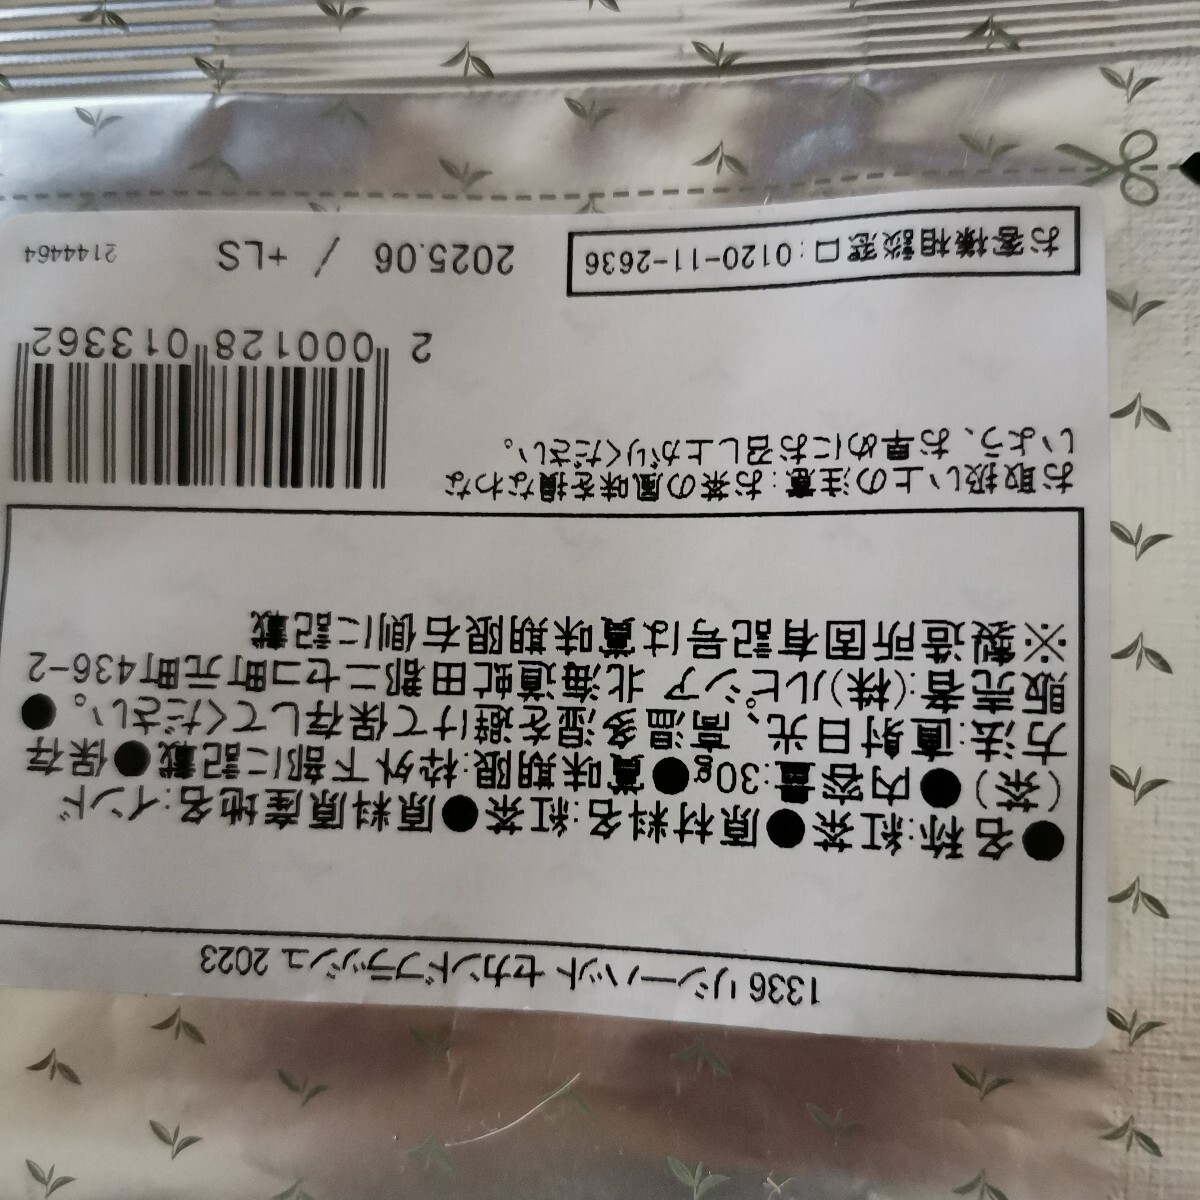 1336 リシーハット セカンドフラッシュ 2023
●名称:紅茶●原材料名:紅茶●原料原産地名:インド
(茶)●内容量:30g●賞味期限:枠外下部に記載●保存
方法:直射日光、高温多湿を避けて保存してください。●
販売者:(株)ルピシア 北海道虻田郡ニセコ町元町436-2
※製造所固有記号は賞味期限右側に記載
お取扱い上の注意:お茶の風味を損なわな
いよう、お早めにお召し上がりください。
2 000128 013362
お客様相談窓口:0120-11-2636
2025.06 / +LS
2144464